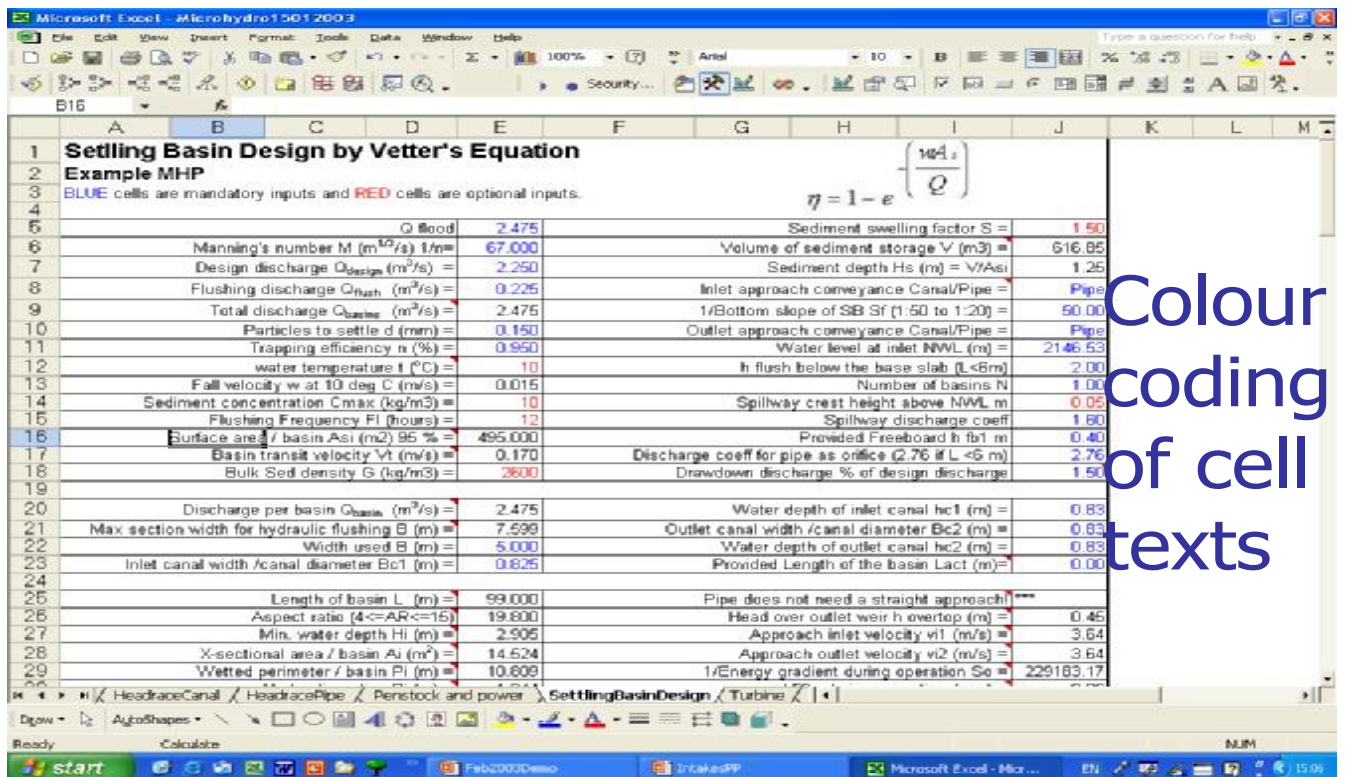 Microsoft Excel - Microhydro15012003
File Edit View Insert Format Tools Data Window Help Type a question for help
100% Arial 10 B
Security...
B16 fx
A B C D E F G H I J K L M
1 Setlling Basin Design by Vetter's Equation
2 Example MHP
3 BLUE cells are mandatory inputs and RED cells are optional inputs.
4
η = 1 - e -(wAs / Q)
5 Q flood 2.475 Sediment swelling factor S = 1.50
6 Manning's number M (m1/3/s) 1/n= 67.000 Volume of sediment storage V (m3) = 616.85
7 Design discharge Qdesign (m3/s) = 2.250 Sediment depth Hs (m) = V/Asi 1.25
8 Flushing discharge Qflush (m3/s) = 0.225 Inlet approach conveyance Canal/Pipe = Pipe
9 Total discharge Qbasins (m3/s) = 2.475 1/Bottom slope of SB Sf (1:50 to 1:20) = 50.00
10 Particles to settle d (mm) = 0.150 Outlet approach conveyance Canal/Pipe = Pipe
11 Trapping efficiency n (%) = 0.950 Water level at inlet NWL (m) = 2146.53
12 water temperature t (°C) = 10 h flush below the base slab (L<6m) 2.00
13 Fall velocity w at 10 deg C (m/s) = 0.015 Number of basins N 1.00
14 Sediment concentration Cmax (kg/m3) = 10 Spillway crest height above NWL m 0.05
15 Flushing Frequency Fl (hours) = 12 Spillway discharge coeff 1.60
16 Surface area / basin Asi (m2) 95 % = 495.000 Provided Freeboard h fb1 m 0.40
17 Basin transit velocity Vt (m/s) = 0.170 Discharge coeff for pipe as orifice (2.76 if L <6 m) 2.76
18 Bulk Sed density G (kg/m3) = 2600 Drawdown discharge % of design discharge 1.50
19
20 Discharge per basin Qbasin (m3/s) = 2.475 Water depth of inlet canal hc1 (m) = 0.83
21 Max section width for hydraulic flushing B (m) = 7.599 Outlet canal width /canal diameter Bc2 (m) = 0.83
22 Width used B (m) = 5.000 Water depth of outlet canal hc2 (m) = 0.83
23 Inlet canal width /canal diameter Bc1 (m) = 0.825 Provided Length of the basin Lact (m)= 0.00
24
25 Length of basin L (m) = 99.000 Pipe does not need a straight approach! ***
26 Aspect ratio (4<=AR<=15) 19.800 Head over outlet weir h overtop (m) = 0.45
27 Min. water depth Hi (m) = 2.905 Approach inlet velocity vi1 (m/s) = 3.64
28 X-sectional area / basin Ai (m2) = 14.524 Approach outlet velocity vi2 (m/s) = 3.64
29 Wetted perimeter / basin Pi (m) = 10.809 1/Energy gradient during operation So = 229183.17
HeadraceCanal HeadracePipe Penstock and power SettlingBasinDesign Turbine
Draw AutoShapes
Ready Calculate NUM
start Feb2003Demo IntakesPP Microsoft Excel - Micr... EN 15:06
Colour
coding
of cell
texts